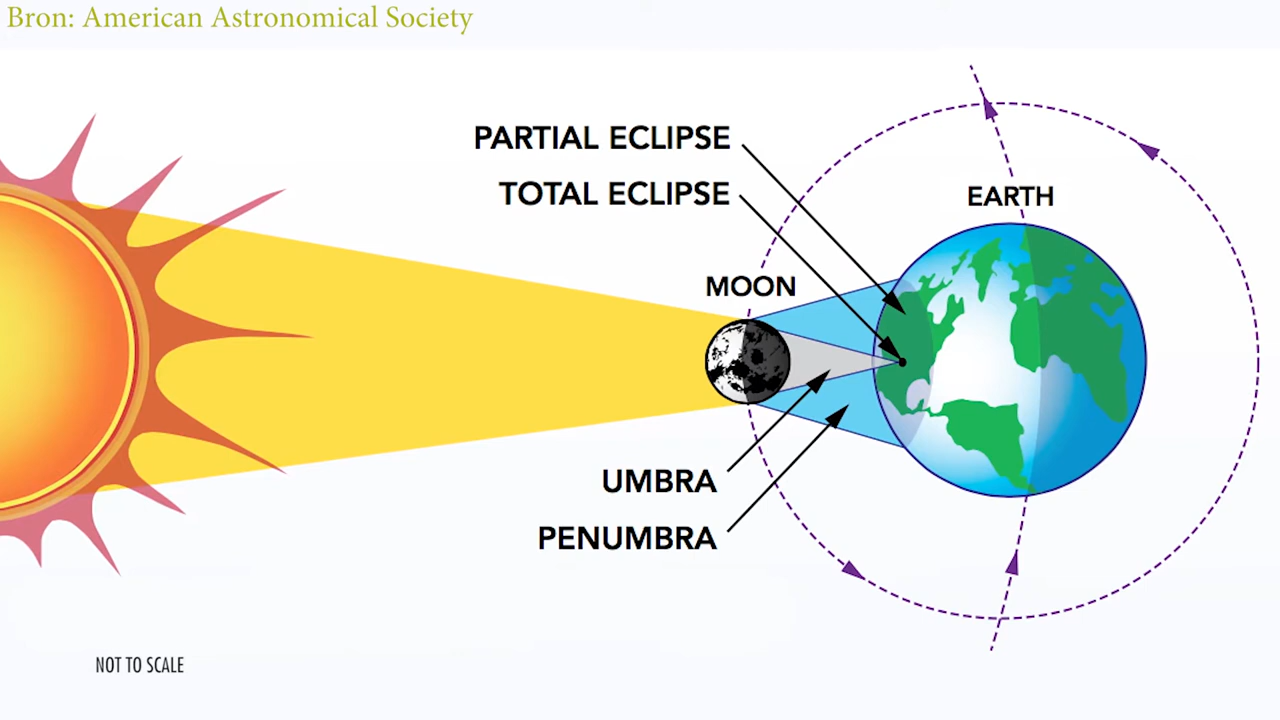 Bron: American Astronomical Society
PARTIAL ECLIPSE
TOTAL ECLIPSE
EARTH
MOON
UMBRA
PENUMBRA
NOT TO SCALE